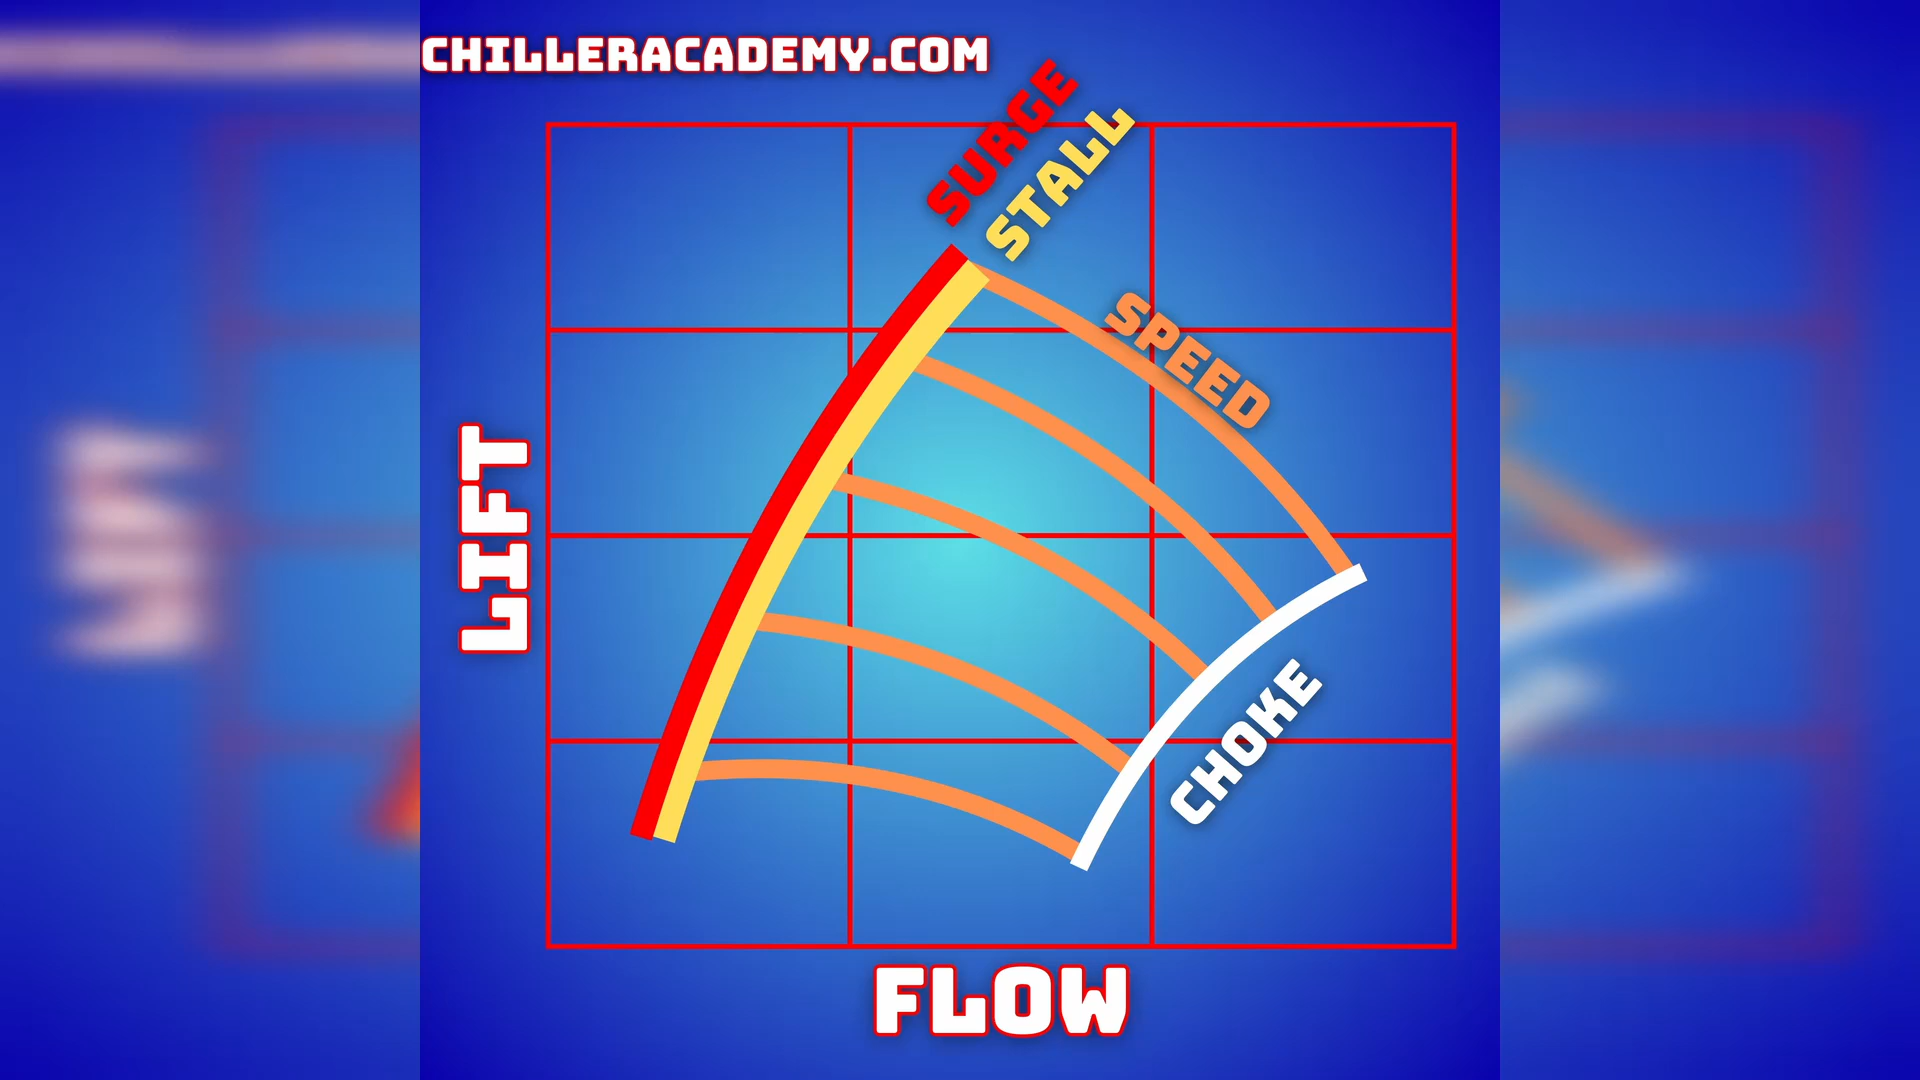 CHILLERACADEMY.COM
SURGE
STALL
SPEED
LIFT
CHOKE
FLOW